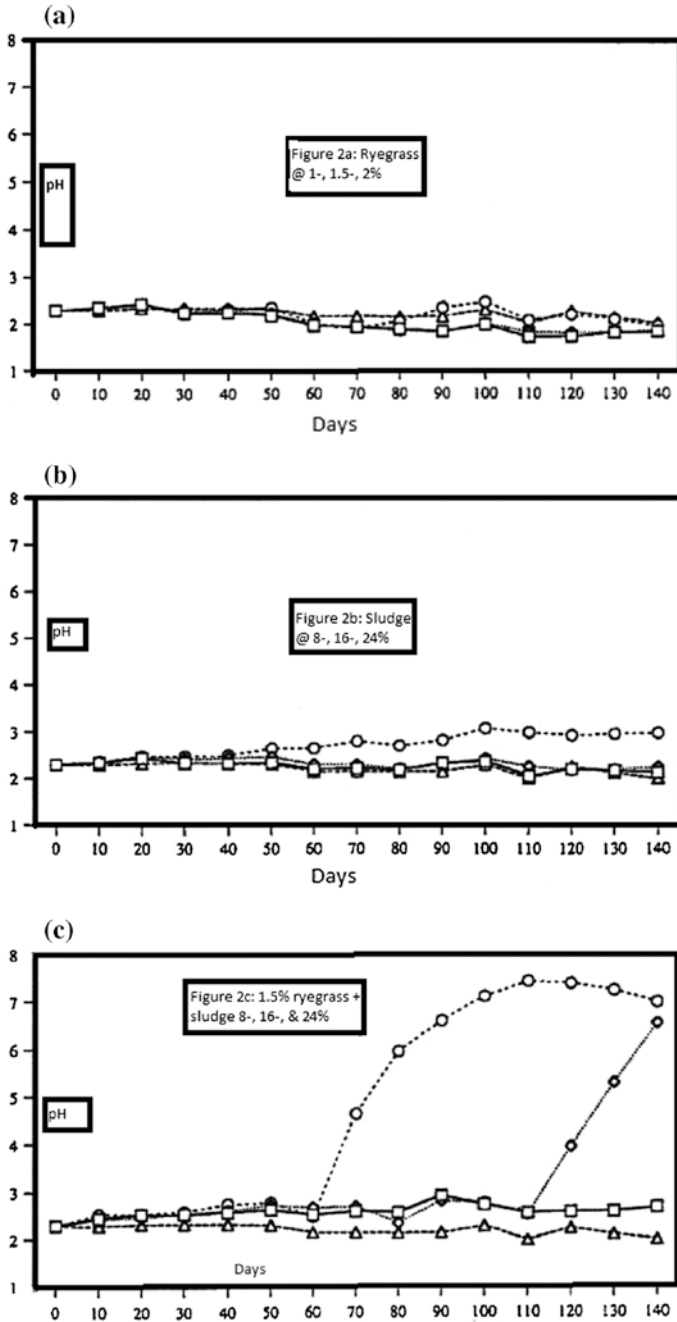 (a)
8
7
6
5
4
3
2
1
pH
Figure 2a: Ryegrass
@ 1-, 1.5-, 2%
0 10 20 30 40 50 60 70 80 90 100 110 120 130 140
Days
(b)
8
7
6
5
4
3
2
1
pH
Figure 2b: Sludge
@ 8-, 16-, 24%
0 10 20 30 40 50 60 70 80 90 100 110 120 130 140
Days
(c)
8
7
6
5
4
3
2
1
Figure 2c: 1.5% ryegrass +
sludge 8-, 16-, & 24%
pH
Days
0 10 20 30 40 50 60 70 80 90 100 110 120 130 140